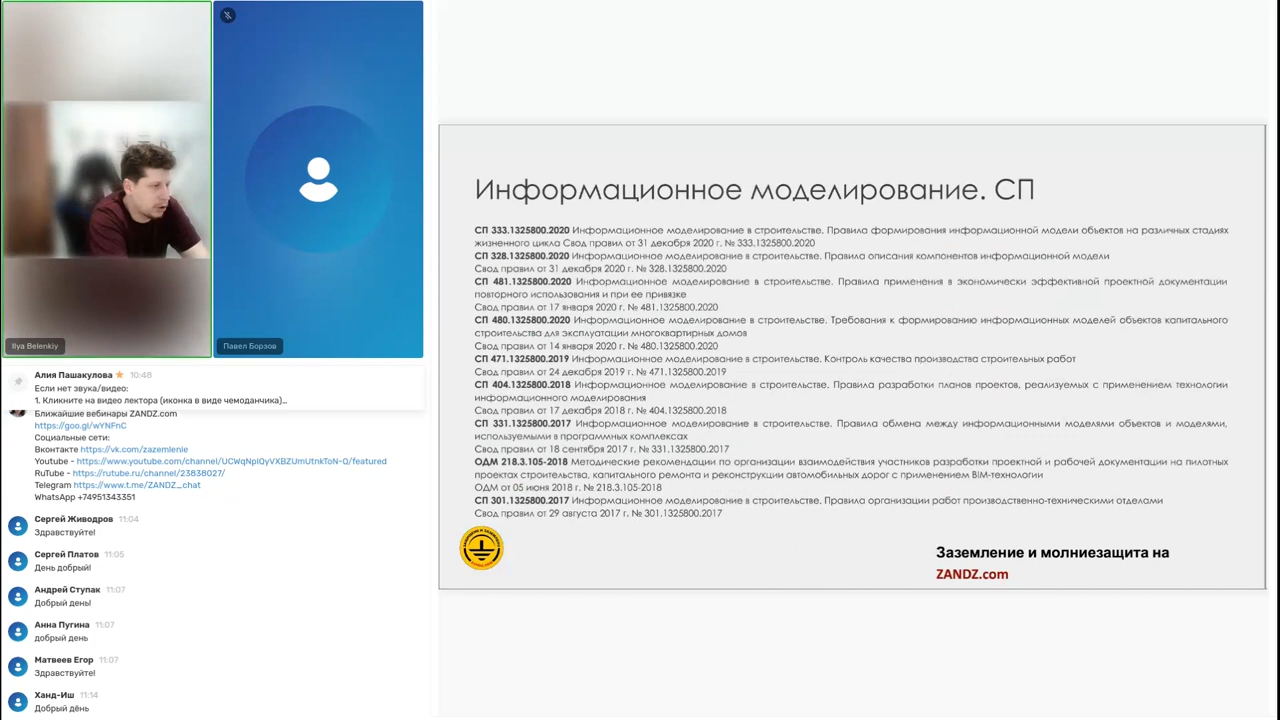 Ilya Belenkiy
Павел Борзов
Алия Пашакулова 10:48
Если нет звука/видео:
1. Кликните на видео лектора (иконка в виде чемоданчика)...
Ближайшие вебинары ZANDZ.com
https://goo.gl/wYNFnC
Социальные сети:
Вконтакте https://vk.com/zazemlenie
Youtube - https://www.youtube.com/channel/UCWqNpIQyVXBZUmUtnkToN-Q/featured
RuTube - https://rutube.ru/channel/23838027/
Telegram https://www.t.me/ZANDZ_chat
WhatsApp +74951343351
Сергей Живодров 11:04
Здравствуйте!
Сергей Платов 11:05
День добрый!
Андрей Ступак 11:07
Добрый день!
Анна Пугина 11:07
добрый день
Матвеев Егор 11:07
Здравствуйте!
Ханд-Иш 11:14
Добрый дёнь
Информационное моделирование. СП
СП 333.1325800.2020 Информационное моделирование в строительстве. Правила формирования информационной модели объектов на различных стадиях
жизненного цикла Свод правил от 31 декабря 2020 г. № 333.1325800.2020
СП 328.1325800.2020 Информационное моделирование в строительстве. Правила описания компонентов информационной модели
Свод правил от 31 декабря 2020 г. № 328.1325800.2020
СП 481.1325800.2020 Информационное моделирование в строительстве. Правила применения в экономически эффективной проектной документации
повторного использования и при ее привязке
Свод правил от 17 января 2020 г. № 481.1325800.2020
СП 480.1325800.2020 Информационное моделирование в строительстве. Требования к формированию информационных моделей объектов капитального
строительства для эксплуатации многоквартирных домов
Свод правил от 14 января 2020 г. № 480.1325800.2020
СП 471.1325800.2019 Информационное моделирование в строительстве. Контроль качества производства строительных работ
Свод правил от 24 декабря 2019 г. № 471.1325800.2019
СП 404.1325800.2018 Информационное моделирование в строительстве. Правила разработки планов проектов, реализуемых с применением технологии
информационного моделирования
Свод правил от 17 декабря 2018 г. № 404.1325800.2018
СП 331.1325800.2017 Информационное моделирование в строительстве. Правила обмена между информационными моделями объектов и моделями,
используемыми в программных комплексах
Свод правил от 18 сентября 2017 г. № 331.1325800.2017
ОДМ 218.3.105-2018 Методические рекомендации по организации взаимодействия участников разработки проектной и рабочей документации на пилотных
проектах строительства, капитального ремонта и реконструкции автомобильных дорог с применением BIM-технологии
ОДМ от 05 июня 2018 г. № 218.3.105-2018
СП 301.1325800.2017 Информационное моделирование в строительстве. Правила организации работ производственно-техническими отделами
Свод правил от 29 августа 2017 г. № 301.1325800.2017
Заземление и молниезащита на
ZANDZ.com